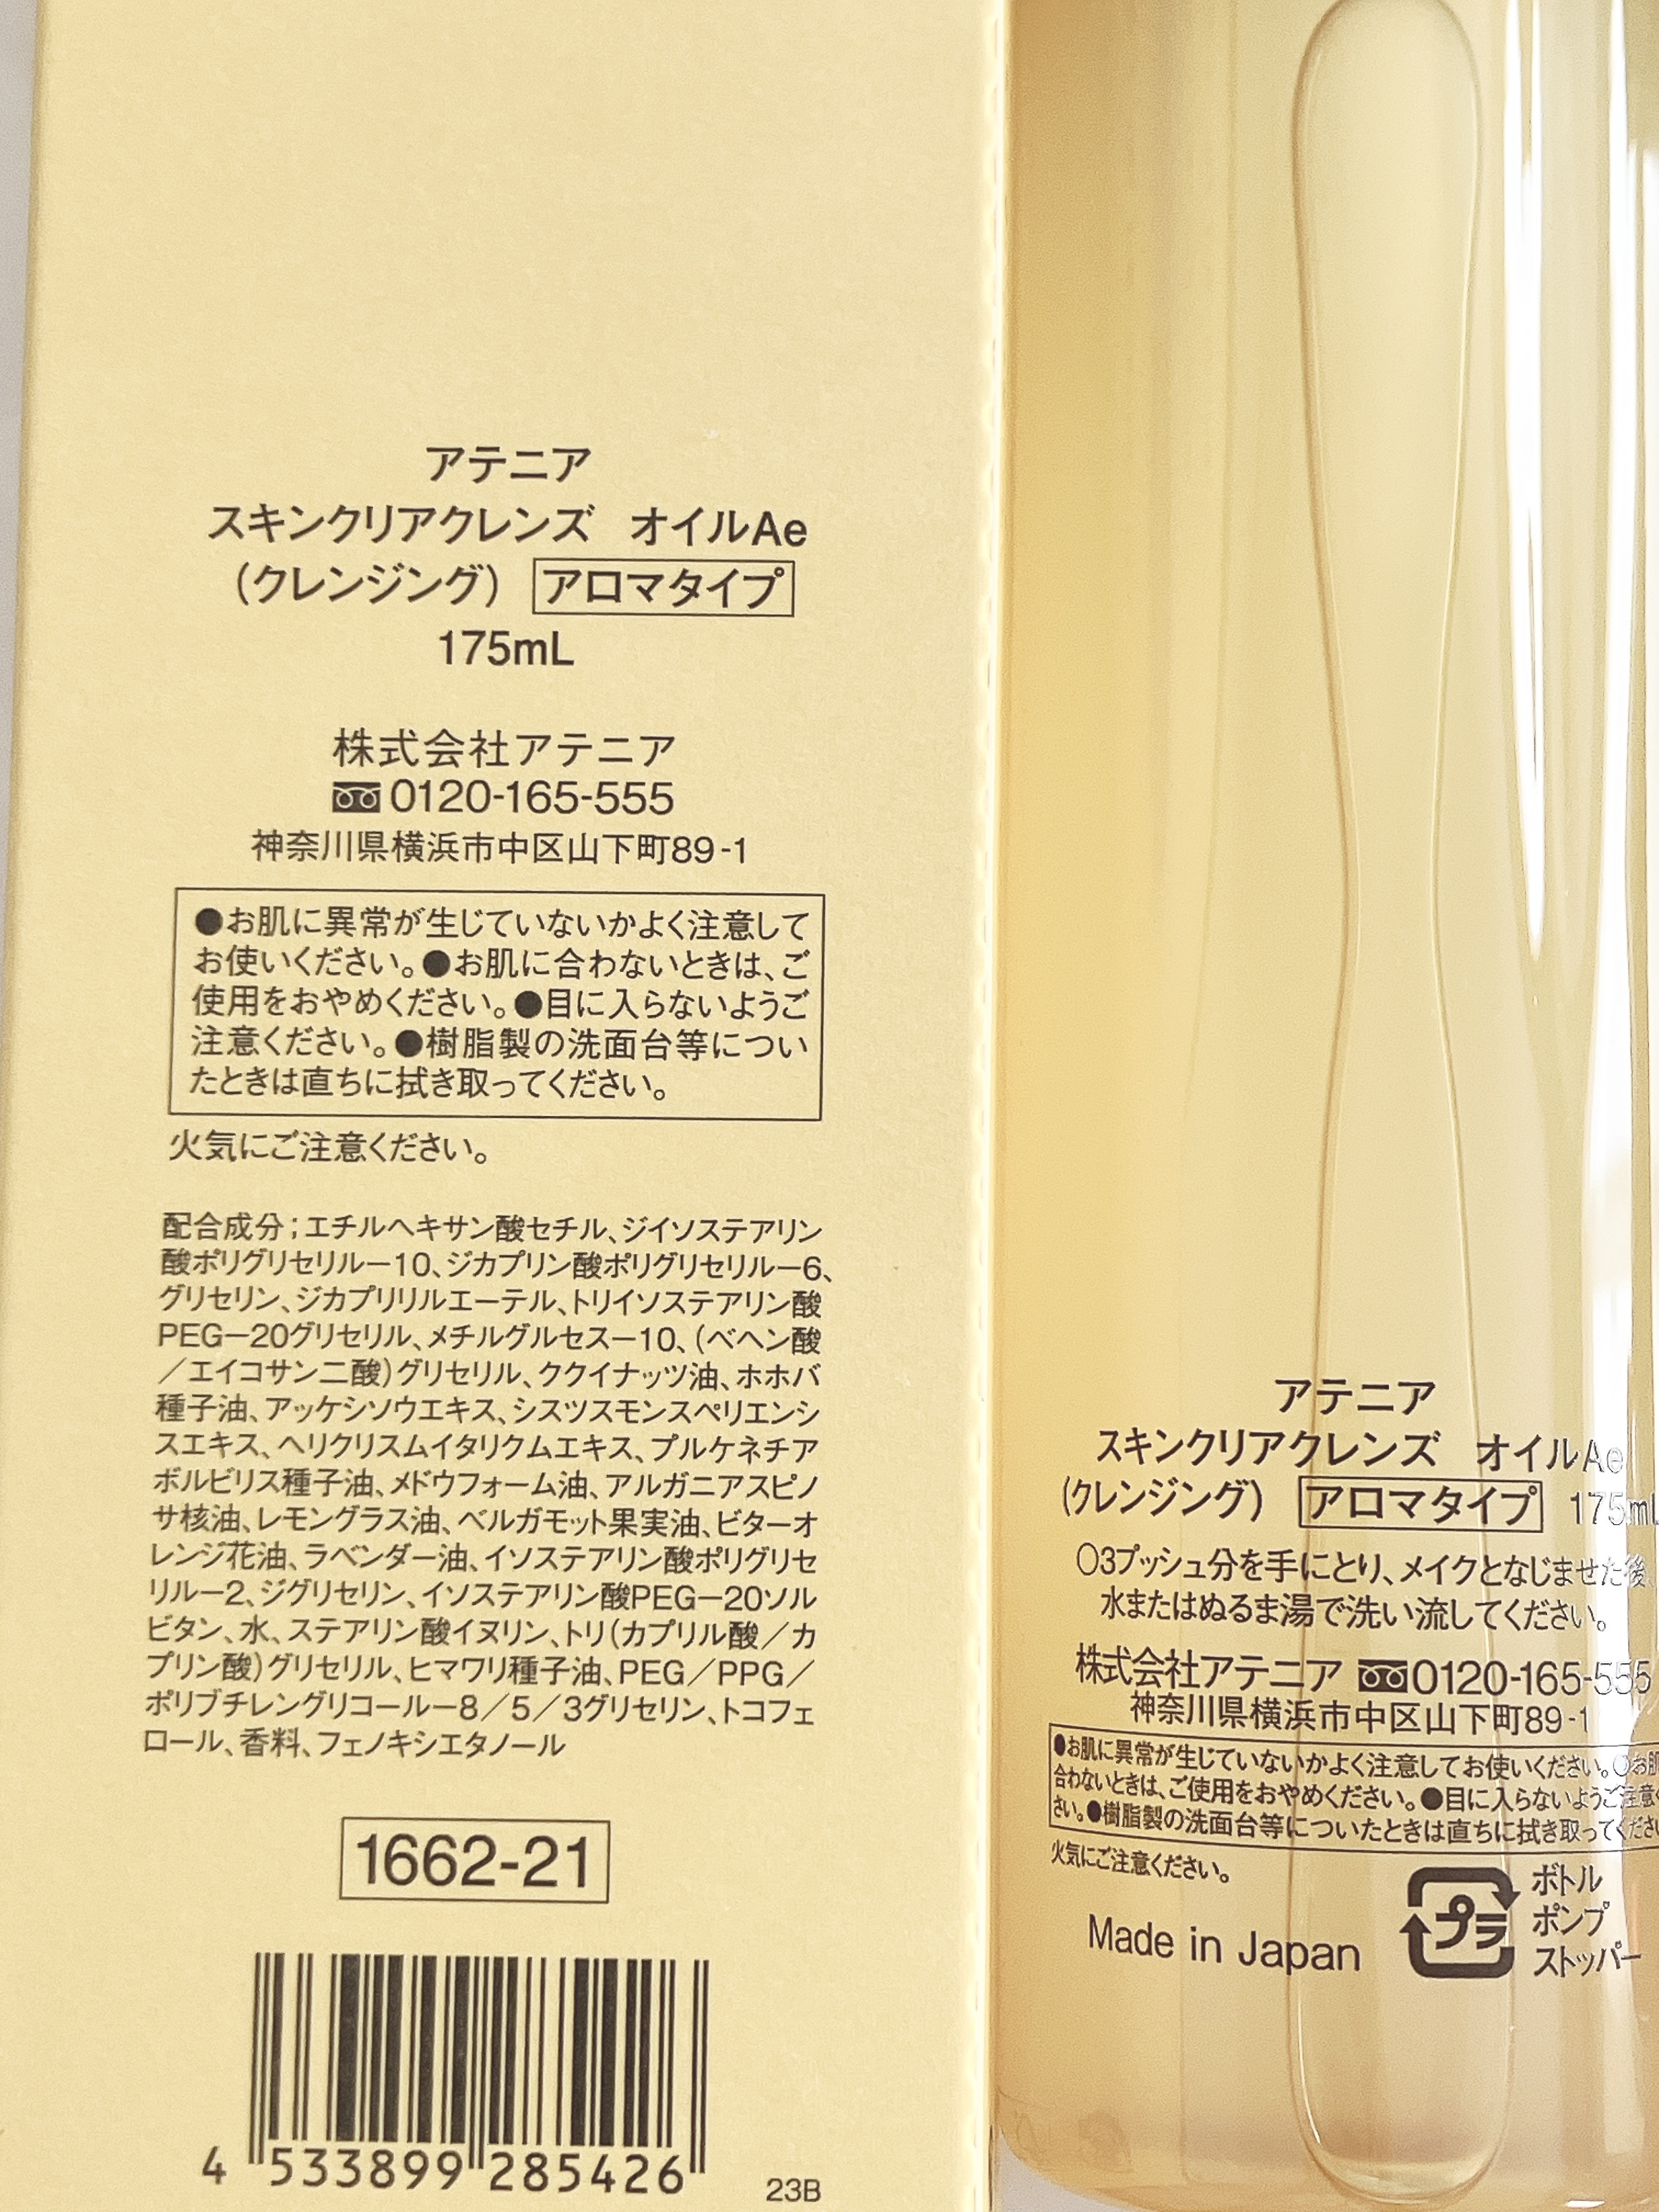 アテニア
スキンクリアクレンズ オイルAe
(クレンジング) アロマタイプ
175mL
株式会社アテニア
0120-165-555
神奈川県横浜市中区山下町89-1
●お肌に異常が生じていないかよく注意して
お使いください。●お肌に合わないときは、ご
使用をおやめください。●目に入らないようご
注意ください。●樹脂製の洗面台等につい
たときは直ちに拭き取ってください。
火気にご注意ください。
配合成分;エチルヘキサン酸セチル、ジイソステアリン
酸ポリグリセリルー10、ジカプリン酸ポリグリセリルー6、
グリセリン、ジカプリリルエーテル、トリイソステアリン酸
PEGー20グリセリル、メチルグルセスー10、(ベヘン酸
/エイコサン二酸)グリセリル、ククイナッツ油、ホホバ
種子油、アッケシソウエキス、シスツスモンスペリエンシ
スエキス、ヘリクリスムイタリクムエキス、プルケネチア
ボルビリス種子油、メドウフォーム油、アルガニアスピノ
サ核油、レモングラス油、ベルガモット果実油、ビターオ
レンジ花油、ラベンダー油、イソステアリン酸ポリグリセ
リルー2、ジグリセリン、イソステアリン酸PEGー20ソル
ビタン、水、ステアリン酸イヌリン、トリ(カプリル酸/カ
プリン酸)グリセリル、ヒマワリ種子油、PEG/PPG/
ポリブチレングリコールー8/5/3グリセリン、トコフェ
ロール、香料、フェノキシエタノール
1662-21
4 533899 285426
23B
アテニア
スキンクリアクレンズ オイルAe
(クレンジング) アロマタイプ 175mL
○3プッシュ分を手にとり、メイクとなじませた後、
水またはぬるま湯で洗い流してください。
株式会社アテニア 0120-165-555
神奈川県横浜市中区山下町89-1
●お肌に異常が生じていないかよく注意してお使いください。●お肌
合わないときは、ご使用をおやめください。●目に入らないようご注意く
さい。●樹脂製の洗面台等についたときは直ちに拭き取ってくださ
火気にご注意ください。
Made in Japan
プラ
ボトル
ポンプ
ストッパー